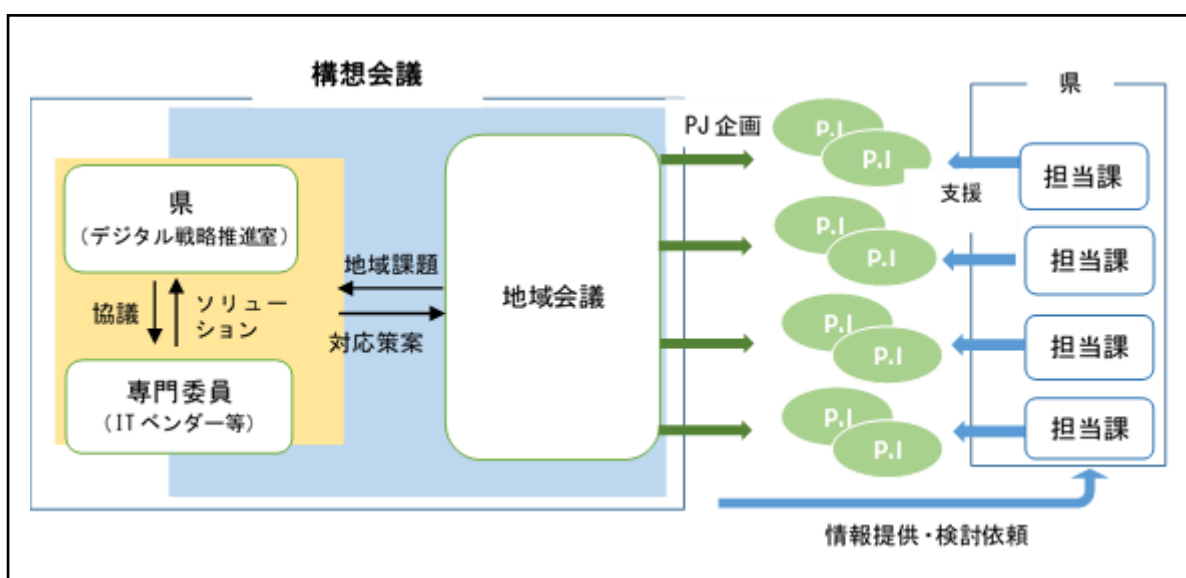 構想会議
県
(デジタル戦略推進室)
協議
ソリュー
ション
専門委員
(ITベンダー等)
地域課題
対応策案
地域会議
PJ企画
P.I
P.I
P.I
P.I
P.I
P.I
P.I
P.I
支援
県
担当課
担当課
担当課
担当課
情報提供・検討依頼